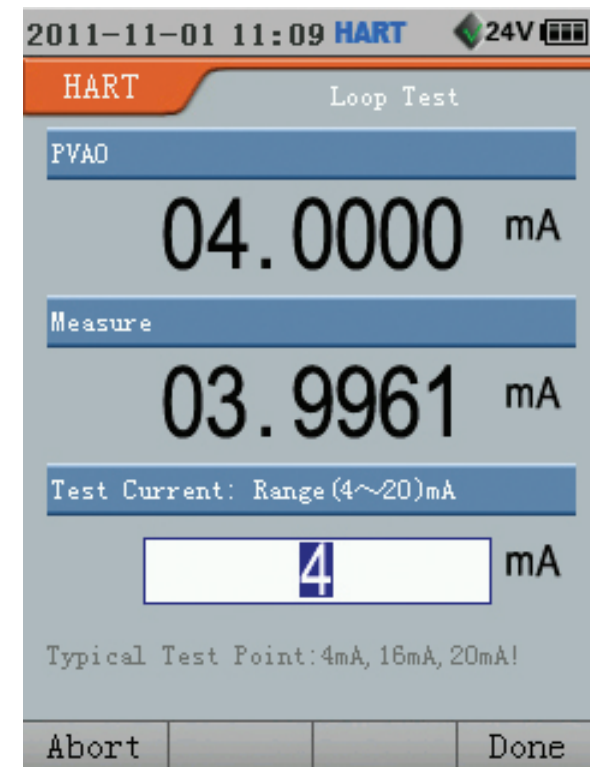 2011-11-01 11:09 HART 24V
HART Loop Test
PVAO
04.0000 mA
Measure
03.9961 mA
Test Current: Range(4~20)mA
4 mA
Typical Test Point:4mA, 16mA, 20mA!
Abort Done